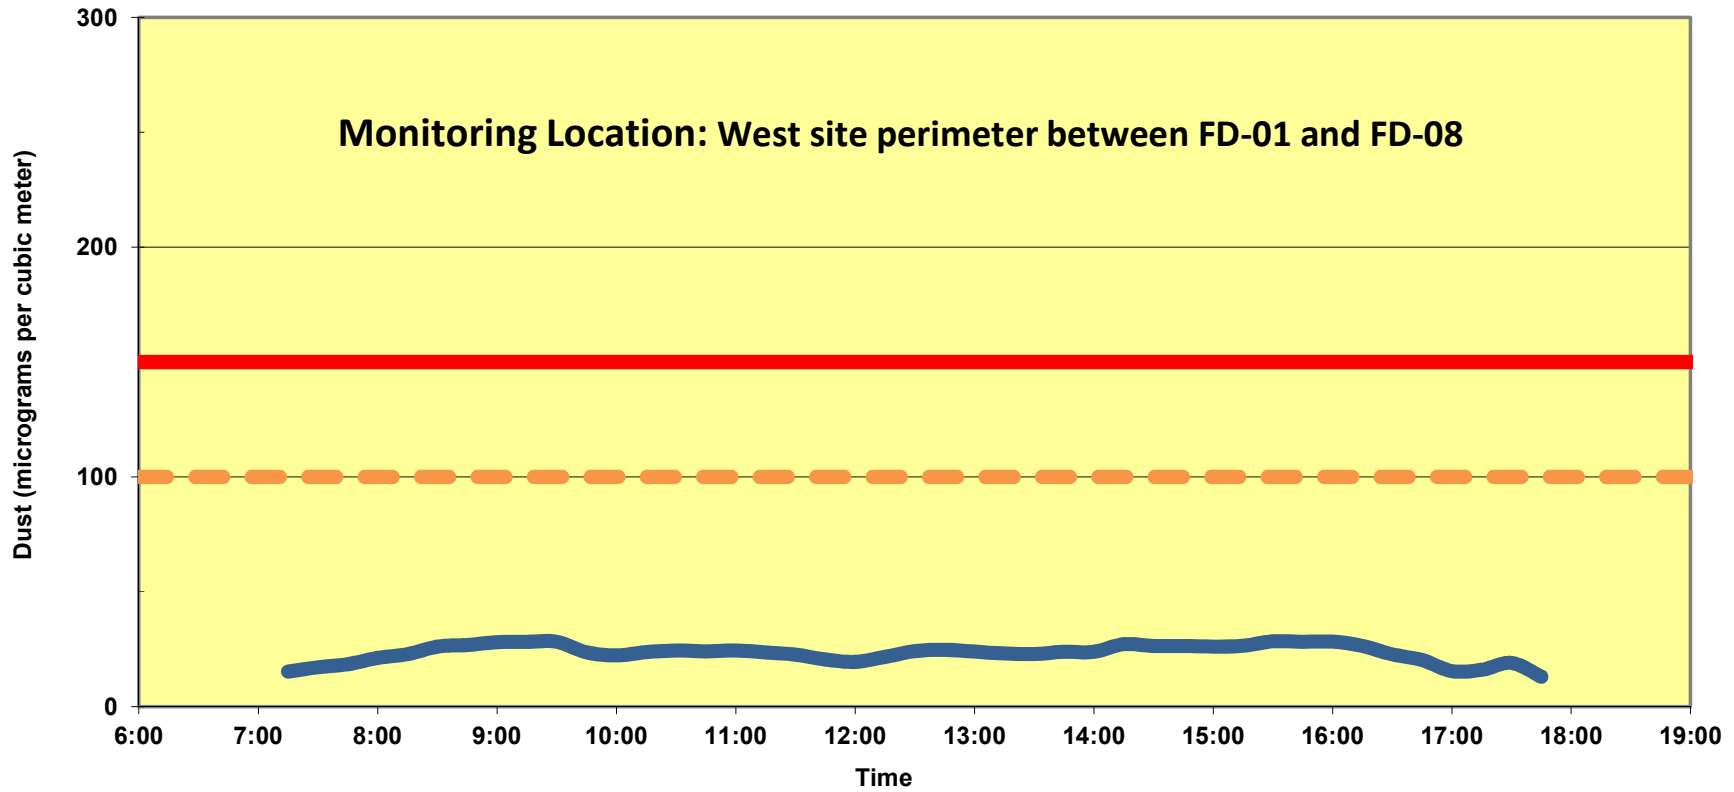 300
Monitoring Location: West site perimeter between FD-01 and FD-08
Dust (micrograms per cubic meter)
200
100
0
6:00 7:00 8:00 9:00 10:00 11:00 12:00 13:00 14:00 15:00 16:00 17:00 18:00 19:00
Time